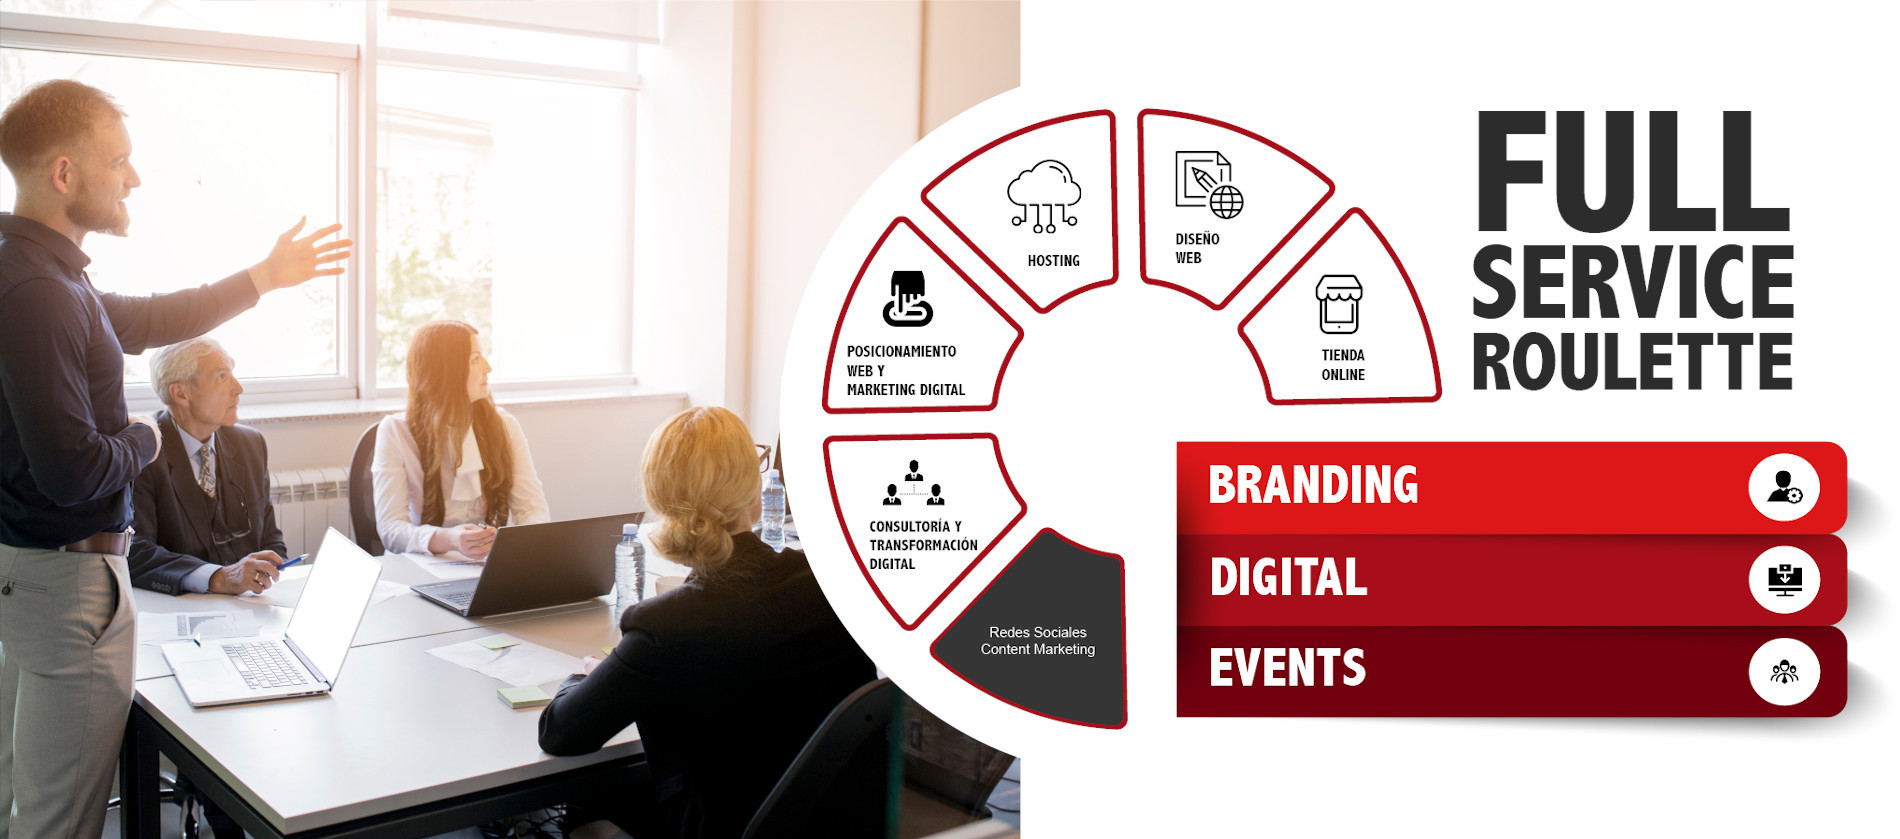 HOSTING
DISEÑO
WEB
POSICIONAMIENTO
WEB Y
MARKETING DIGITAL
TIENDA
ONLINE
CONSULTORÍA Y
TRANSFORMACIÓN
DIGITAL
Redes Sociales
Content Marketing
FULL
SERVICE
ROULETTE
BRANDING
DIGITAL
EVENTS